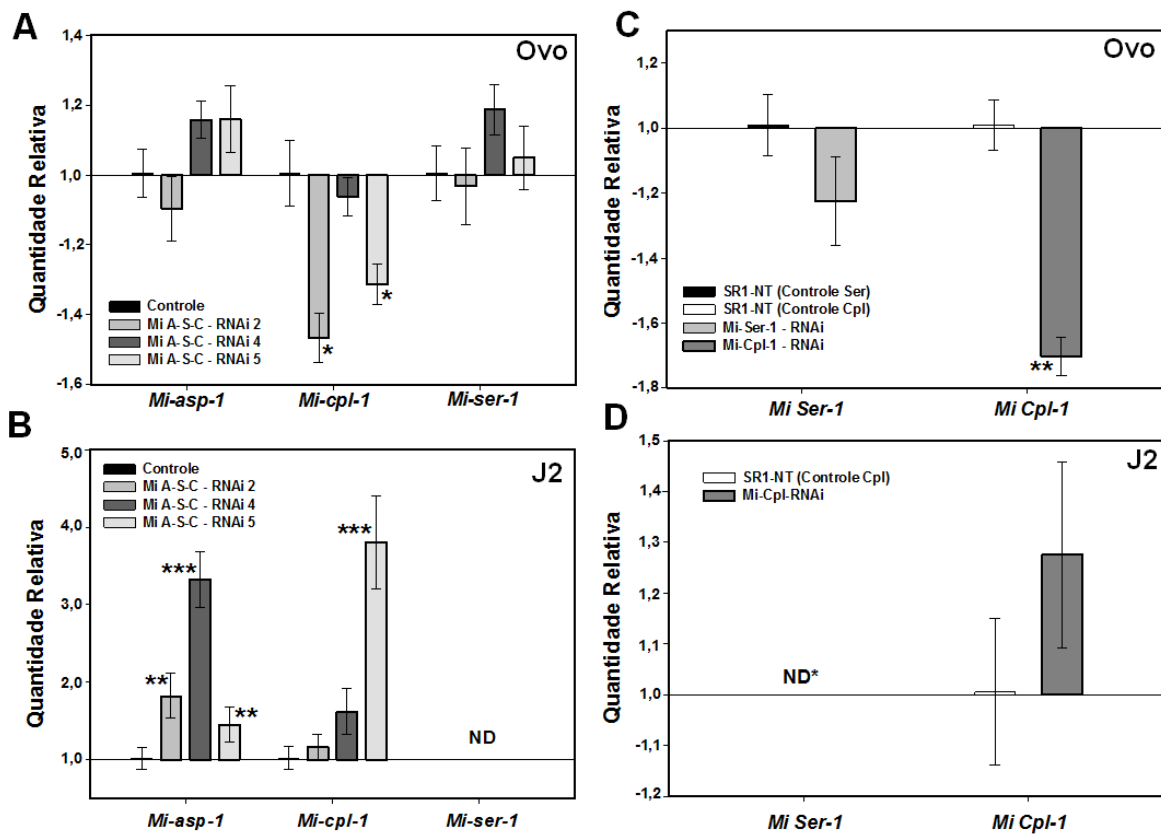 A
Ovo
Quantidade Relativa
1,4
1,2
1,0
-1,2
-1,4
-1,6
*
*
Controle
Mi A-S-C - RNAi 2
Mi A-S-C - RNAi 4
Mi A-S-C - RNAi 5
Mi-asp-1 Mi-cpl-1 Mi-ser-1
B
J2
Quantidade Relativa
5,0
4,0
3,0
2,0
1,0
Controle
Mi A-S-C - RNAi 2
Mi A-S-C - RNAi 4
Mi A-S-C - RNAi 5
**
***
**
***
ND
Mi-asp-1 Mi-cpl-1 Mi-ser-1
C
Ovo
Quantidade Relativa
1,2
1,0
-1,2
-1,4
-1,6
-1,8
SR1-NT (Controle Ser)
SR1-NT (Controle Cpl)
Mi-Ser-1 - RNAi
Mi-Cpl-1 - RNAi
**
Mi Ser-1 Mi Cpl-1
D
J2
Quantidade Relativa
1,5
1,4
1,3
1,2
1,1
1,0
-1,1
-1,2
SR1-NT (Controle Cpl)
Mi-Cpl-RNAi
ND*
Mi Ser-1 Mi Cpl-1